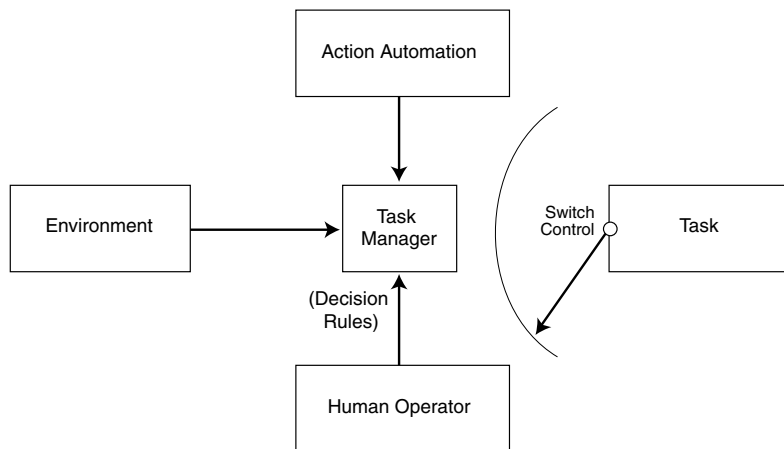 Action Automation
Environment
Task
Manager
Switch
Control
Task
(Decision
Rules)
Human Operator